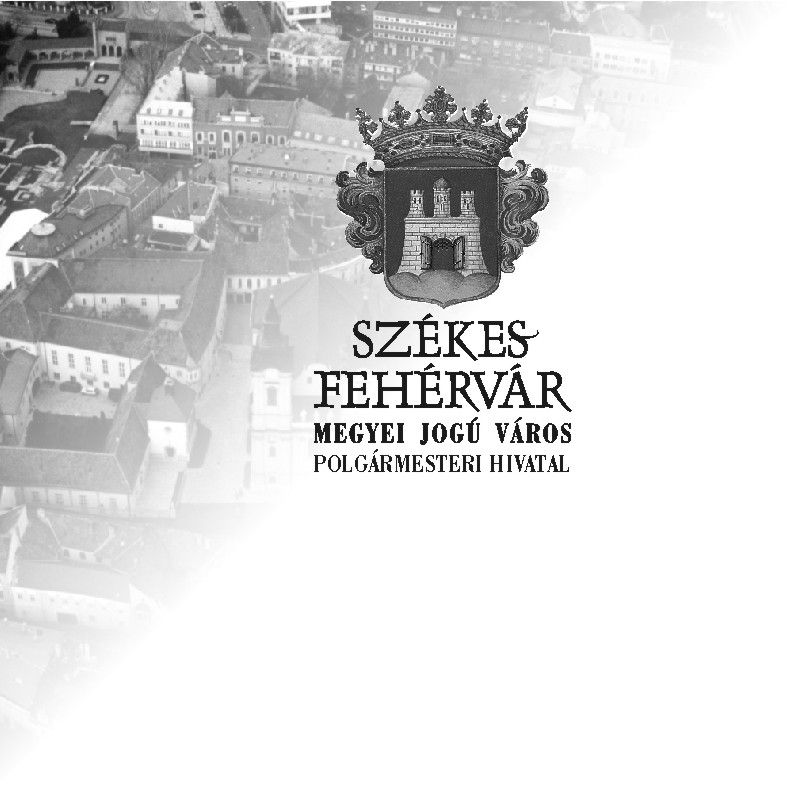 SZÉKES
FEHÉRVÁR
MEGYEI JOGÚ VÁROS
POLGÁRMESTERI HIVATAL